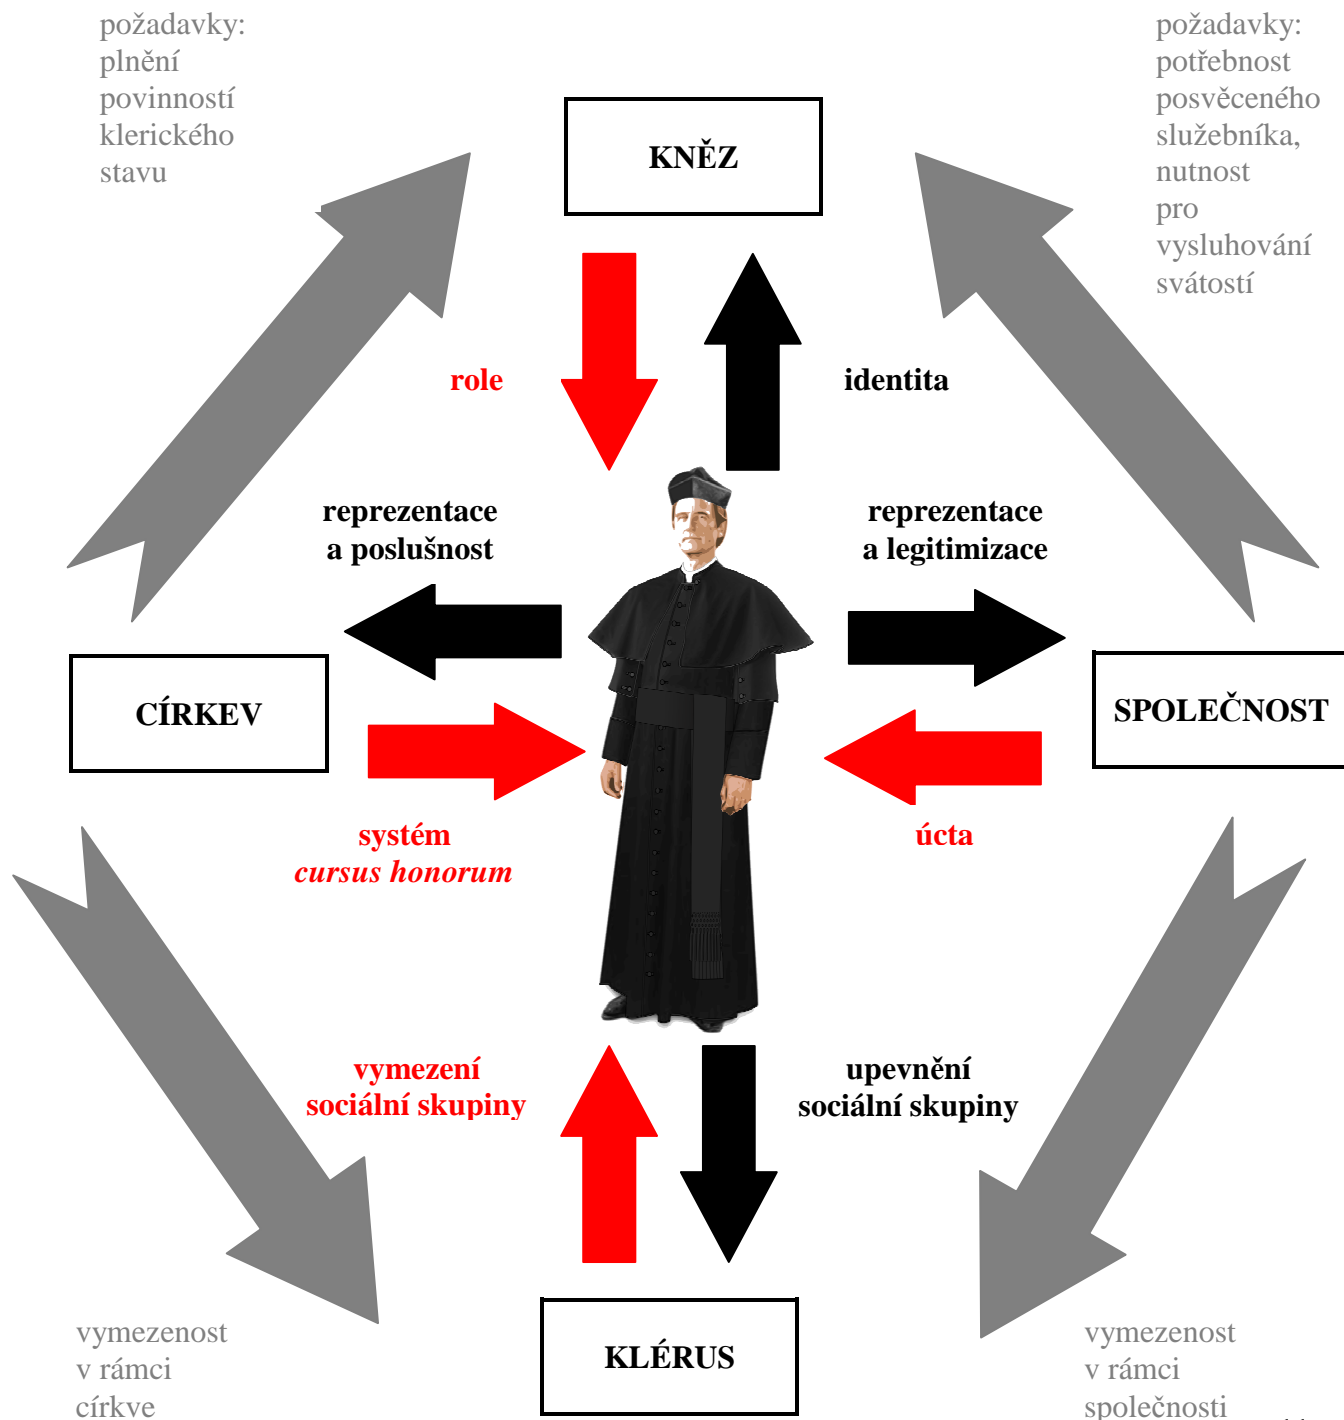 požadavky:
plnění
povinností
klerického
stavu
požadavky:
potřebnost
posvěceného
služebníka,
nutnost
pro
vysluhování
svátostí
KNĚZ
role
identita
reprezentace
a poslušnost
reprezentace
a legitimizace
CÍRKEV
SPOLEČNOST
systém
cursus honorum
úcta
vymezení
sociální skupiny
upevnění
sociální skupiny
KLÉRUS
vymezenost
v rámci
církve
vymezenost
v rámci
společnosti